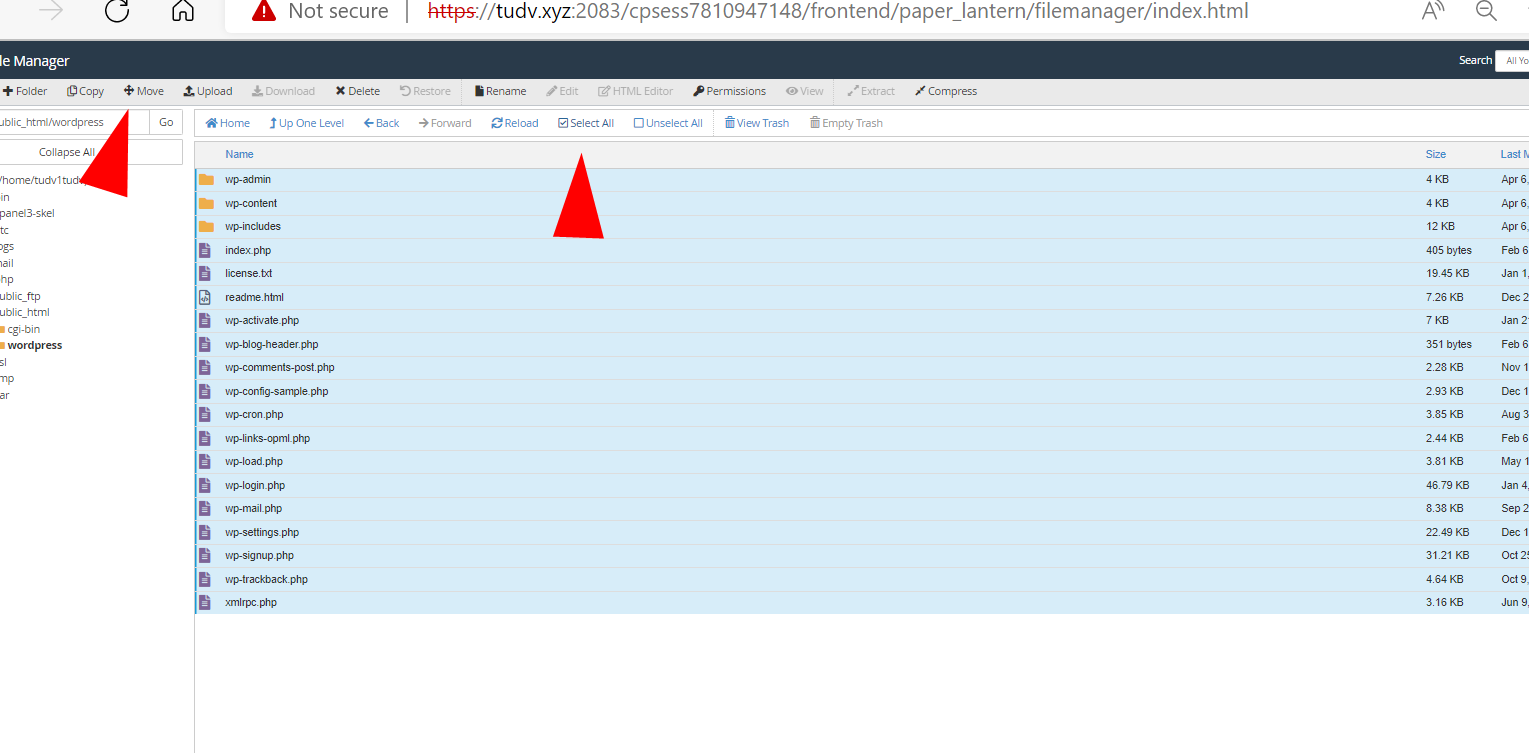 Not secure | https://tudv.xyz:2083/cpsess7810947148/frontend/paper_lantern/filemanager/index.html
le Manager Search All Yo
Folder Copy Move Upload Download Delete Restore Rename Edit HTML Editor Permissions View Extract Compress
ublic_html/wordpress Go Home Up One Level Back Forward Reload Select All Unselect All View Trash Empty Trash
Collapse All
/home/tudv1tud
in
panel3-skel
tc
ogs
nail
hp
ublic_ftp
ublic_html
cgi-bin
wordpress
sl
mp
ar
Name Size Last M
wp-admin 4 KB Apr 6,
wp-content 4 KB Apr 6,
wp-includes 12 KB Apr 6,
index.php 405 bytes Feb 6
license.txt 19.45 KB Jan 1,
readme.html 7.26 KB Dec 2
wp-activate.php 7 KB Jan 2
wp-blog-header.php 351 bytes Feb 6
wp-comments-post.php 2.28 KB Nov 1
wp-config-sample.php 2.93 KB Dec 1
wp-cron.php 3.85 KB Aug 3
wp-links-opml.php 2.44 KB Feb 6
wp-load.php 3.81 KB May 1
wp-login.php 46.79 KB Jan 4,
wp-mail.php 8.38 KB Sep 2
wp-settings.php 22.49 KB Dec 1
wp-signup.php 31.21 KB Oct 25
wp-trackback.php 4.64 KB Oct 9,
xmlrpc.php 3.16 KB Jun 9,